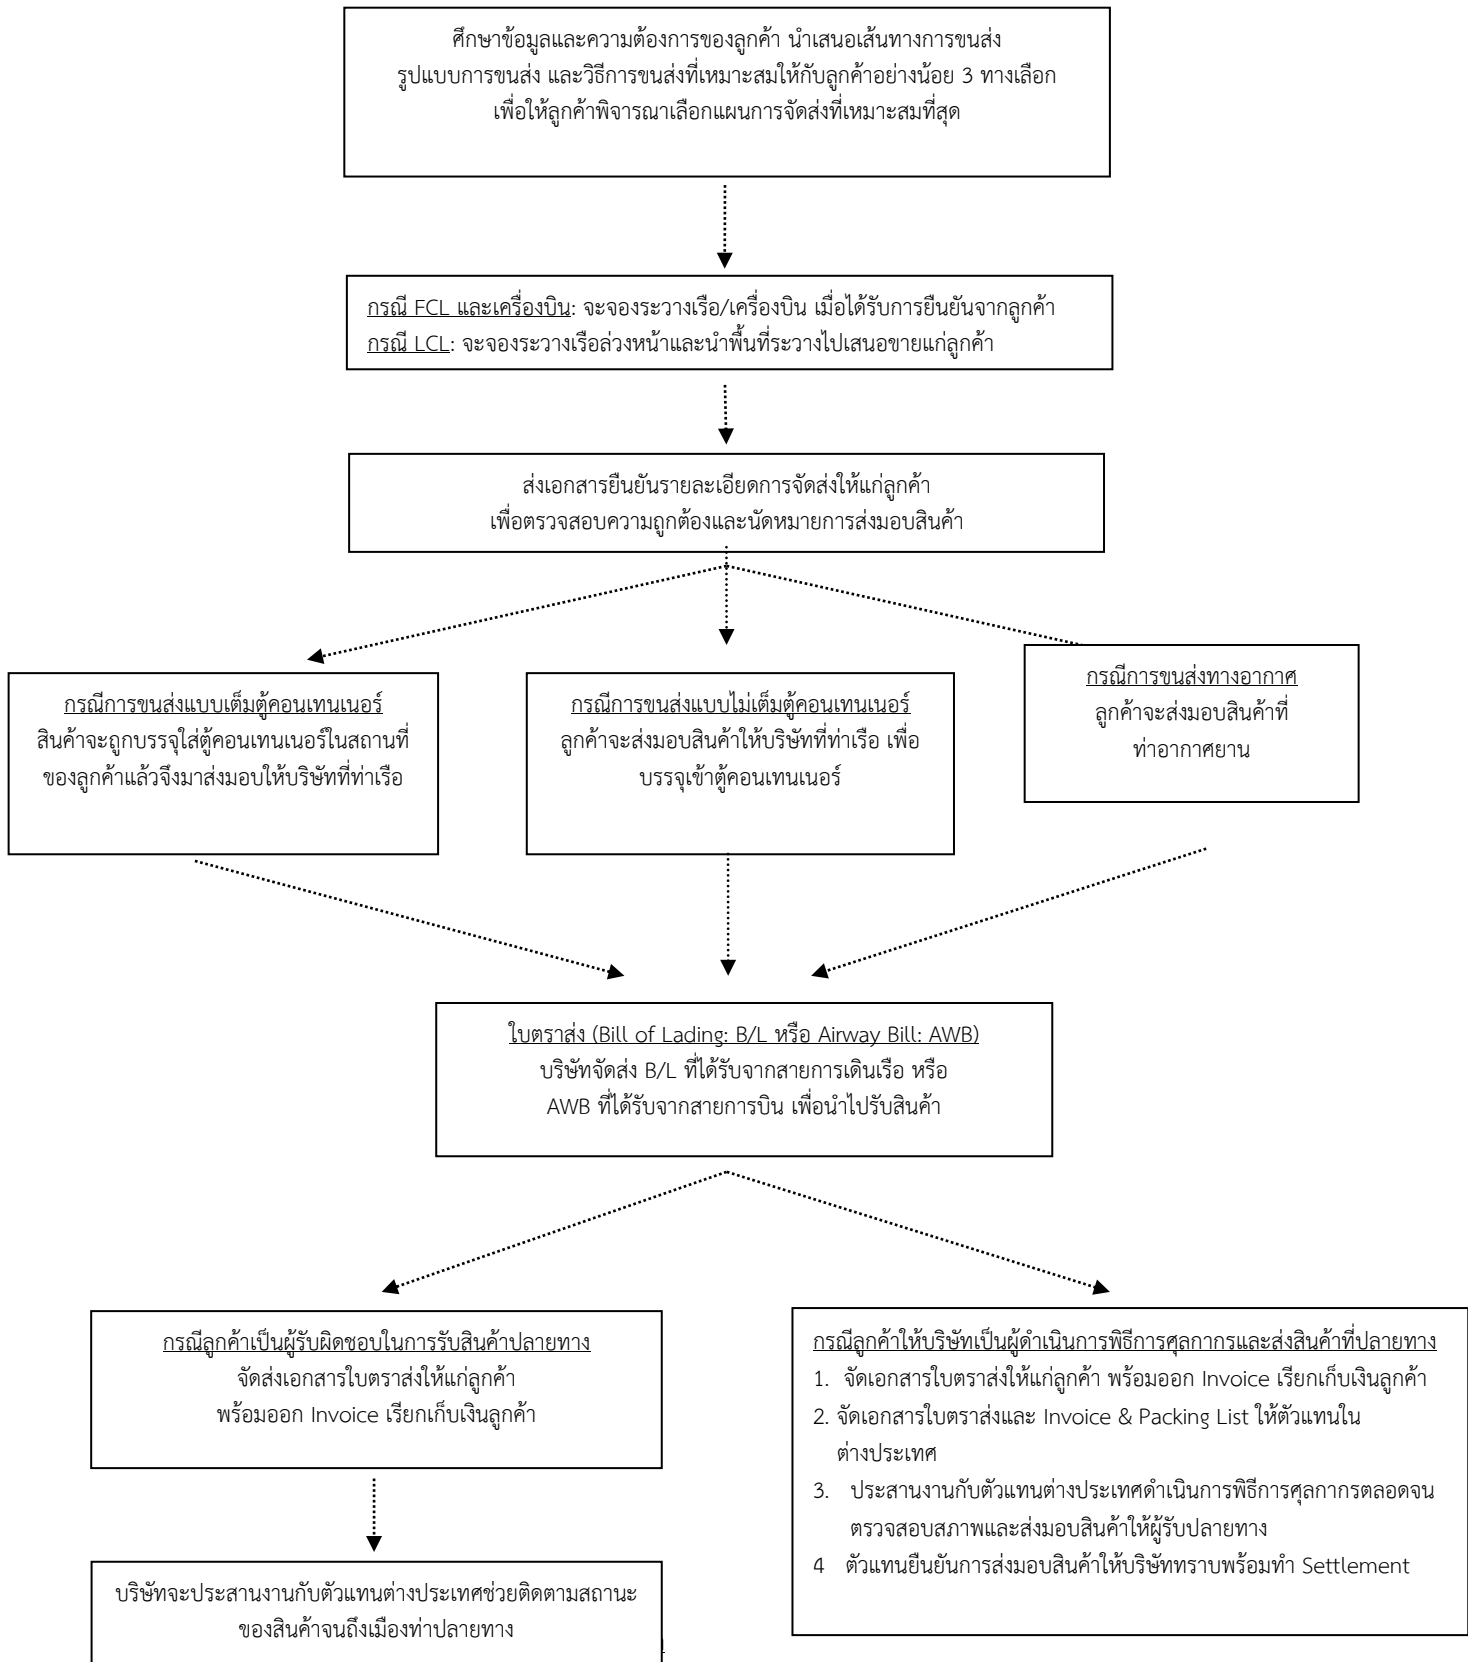 ศึกษาข้อมูลและความต้องการของลูกค้า นำเสนอเส้นทางการขนส่ง
รูปแบบการขนส่ง และวิธีการขนส่งที่เหมาะสมให้กับลูกค้าอย่างน้อย 3 ทางเลือก
เพื่อให้ลูกค้าพิจารณาเลือกแผนการจัดส่งที่เหมาะสมที่สุด
กรณี FCL และเครื่องบิน: จะจองระวางเรือ/เครื่องบิน เมื่อได้รับการยืนยันจากลูกค้า
กรณี LCL: จะจองระวางเรือล่วงหน้าและนำพื้นที่ระวางไปเสนอขายแก่ลูกค้า
ส่งเอกสารยืนยันรายละเอียดการจัดส่งให้แก่ลูกค้า
เพื่อตรวจสอบความถูกต้องและนัดหมายการส่งมอบสินค้า
กรณีการขนส่งแบบเต็มตู้คอนเทนเนอร์
สินค้าจะถูกบรรจุใส่ตู้คอนเทนเนอร์ในสถานที่
ของลูกค้าแล้วจึงมาส่งมอบให้บริษัทที่ท่าเรือ
กรณีการขนส่งแบบไม่เต็มตู้คอนเทนเนอร์
ลูกค้าจะส่งมอบสินค้าให้บริษัทที่ท่าเรือ เพื่อ
บรรจุเข้าตู้คอนเทนเนอร์
กรณีการขนส่งทางอากาศ
ลูกค้าจะส่งมอบสินค้าที่
ท่าอากาศยาน
ใบตราส่ง (Bill of Lading: B/L หรือ Airway Bill: AWB)
บริษัทจัดส่ง B/L ที่ได้รับจากสายการเดินเรือ หรือ
AWB ที่ได้รับจากสายการบิน เพื่อนำไปรับสินค้า
กรณีลูกค้าเป็นผู้รับผิดชอบในการรับสินค้าปลายทาง
จัดส่งเอกสารใบตราส่งให้แก่ลูกค้า
พร้อมออก Invoice เรียกเก็บเงินลูกค้า
บริษัทจะประสานงานกับตัวแทนต่างประเทศช่วยติดตามสถานะ
ของสินค้าจนถึงเมืองท่าปลายทาง
กรณีลูกค้าให้บริษัทเป็นผู้ดำเนินการพิธีการศุลกากรและส่งสินค้าที่ปลายทาง
1. จัดเอกสารใบตราส่งให้แก่ลูกค้า พร้อมออก Invoice เรียกเก็บเงินลูกค้า
2. จัดเอกสารใบตราส่งและ Invoice & Packing List ให้ตัวแทนใน
ต่างประเทศ
3. ประสานงานกับตัวแทนต่างประเทศดำเนินการพิธีการศุลกากรตลอดจน
ตรวจสอบสภาพและส่งมอบสินค้าให้ผู้รับปลายทาง
4 ตัวแทนยืนยันการส่งมอบสินค้าให้บริษัททราบพร้อมทำ Settlement